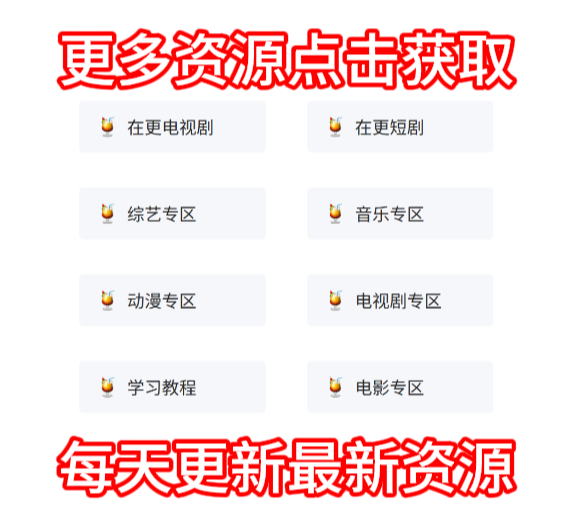 更多资源点击获取
在更电视剧
在更短剧
综艺专区
音乐专区
动漫专区
电视剧专区
学习教程
电影专区
每天更新最新资源